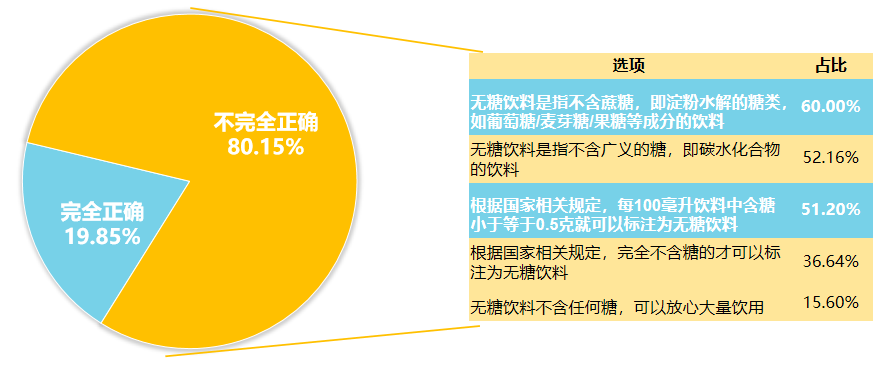 不完全正确
80.15%
完全正确
19.85%
选项 占比
无糖饮料是指不含蔗糖，即淀粉水解的糖类，
如葡萄糖/麦芽糖/果糖等成分的饮料
60.00%
无糖饮料是指不含广义的糖，即碳水化合物
的饮料
52.16%
根据国家相关规定，每100毫升饮料中含糖
小于等于0.5克就可以标注为无糖饮料
51.20%
根据国家相关规定，完全不含糖的才可以标
注为无糖饮料
36.64%
无糖饮料不含任何糖，可以放心大量饮用
15.60%